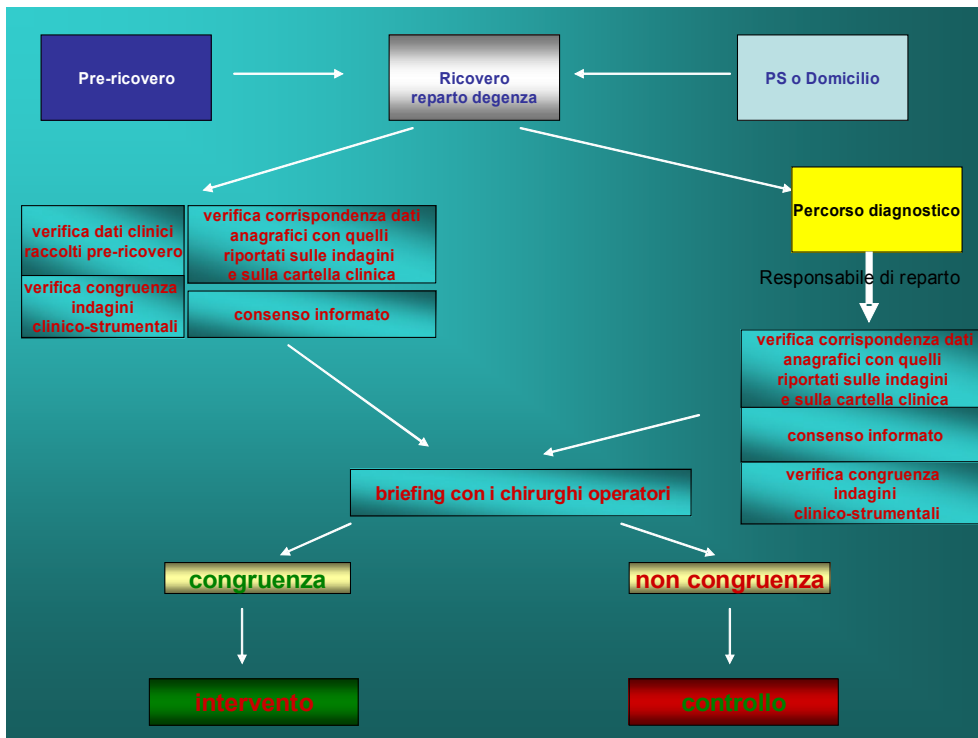 Pre-ricovero
Ricovero
reparto degenza
PS o Domicilio
Percorso diagnostico
Responsabile di reparto
verifica dati clinici
raccolti pre-ricovero
verifica corrispondenza dati
anagrafici con quelli
riportati sulle indagini
e sulla cartella clinica
verifica congruenza
indagini
clinico-strumentali
consenso informato
verifica corrispondenza dati
anagrafici con quelli
riportati sulle indagini
e sulla cartella clinica
consenso informato
verifica congruenza
indagini
clinico-strumentali
briefing con i chirurghi operatori
congruenza
non congruenza
intervento
controllo